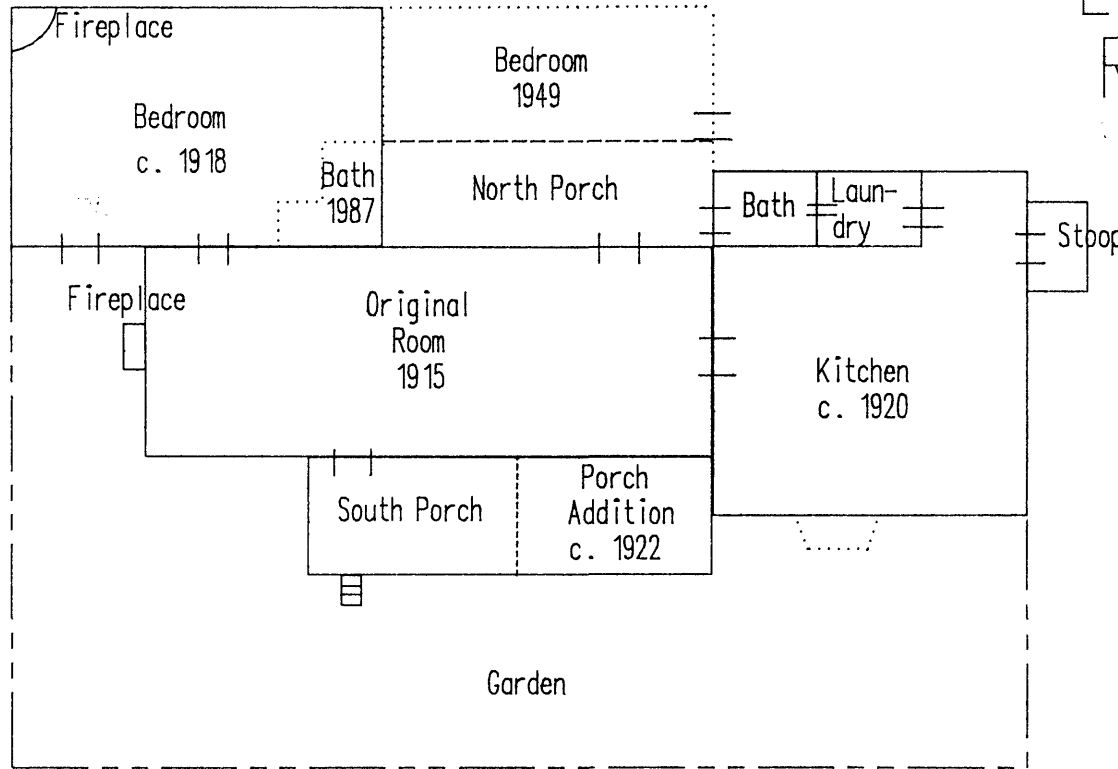 Fireplace
Bedroom
1949
Bedroom
c. 1918
Bath
1987
North Porch
Bath
Laun-
dry
Stoop
Fireplace
Original
Room
1915
Kitchen
c. 1920
South Porch
Porch
Addition
c. 1922
Garden